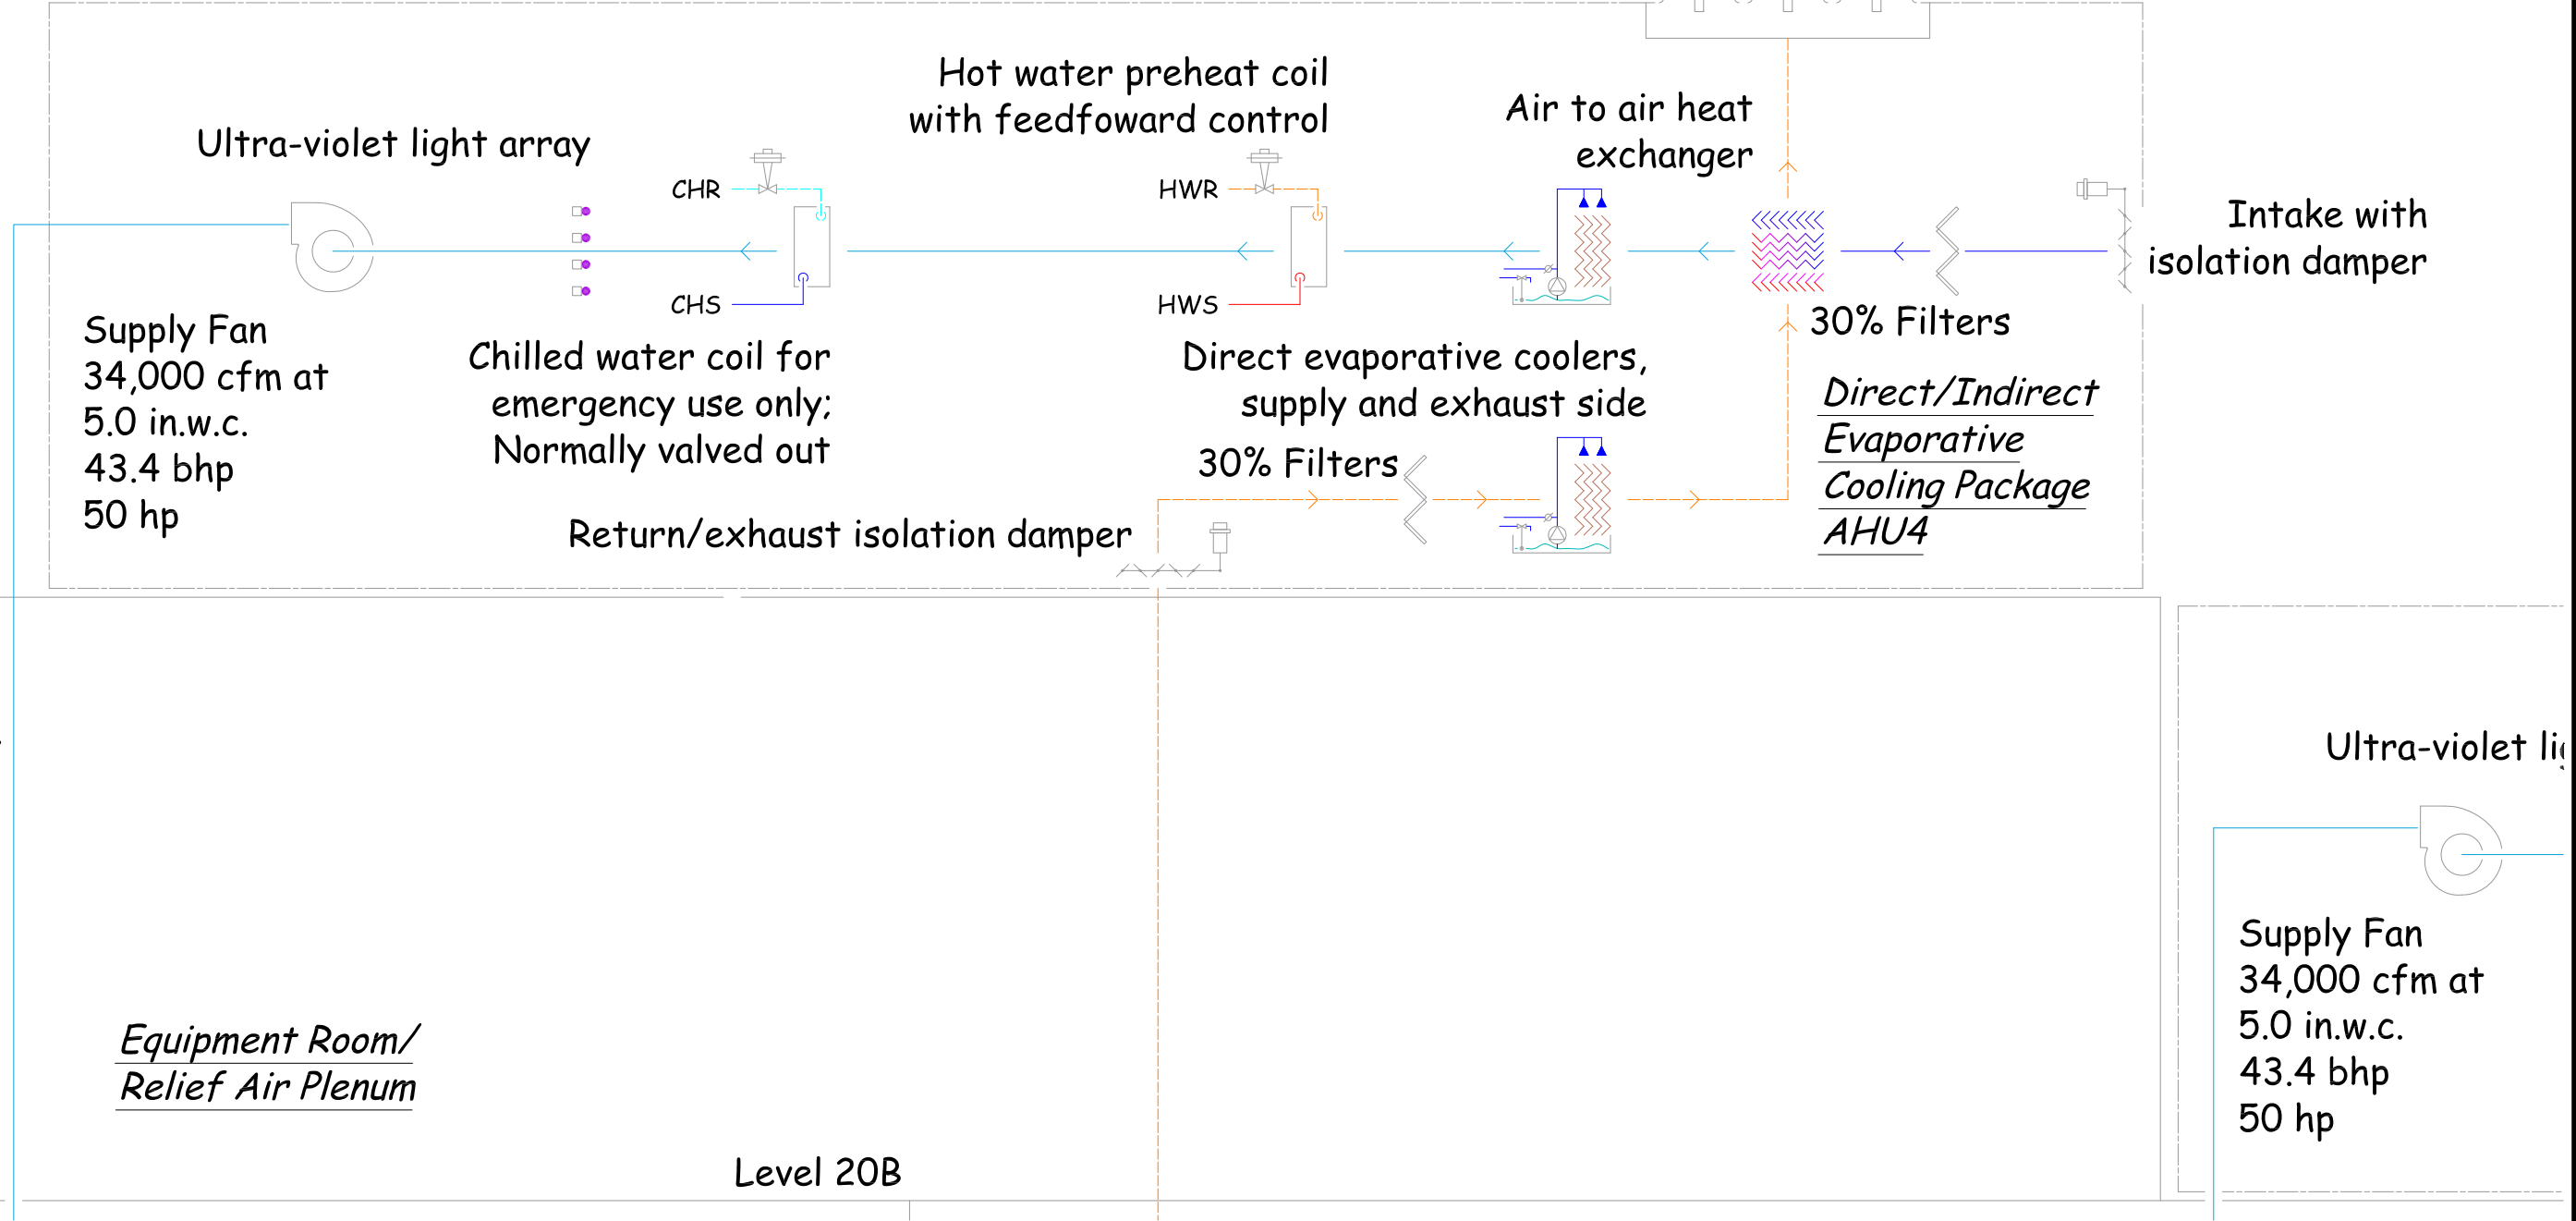 Hot water preheat coil
with feedfoward control
Air to air heat
exchanger
Ultra-violet light array
CHR
HWR
Intake with
isolation damper
CHS
HWS
30% Filters
Supply Fan
34,000 cfm at
5.0 in.w.c.
43.4 bhp
50 hp
Chilled water coil for
emergency use only;
Normally valved out
Direct evaporative coolers,
supply and exhaust side
30% Filters
Direct/Indirect
Evaporative
Cooling Package
AHU4
Return/exhaust isolation damper
Ultra-violet
Supply Fan
34,000 cfm at
5.0 in.w.c.
43.4 bhp
50 hp
Equipment Room/
Relief Air Plenum
Level 20B